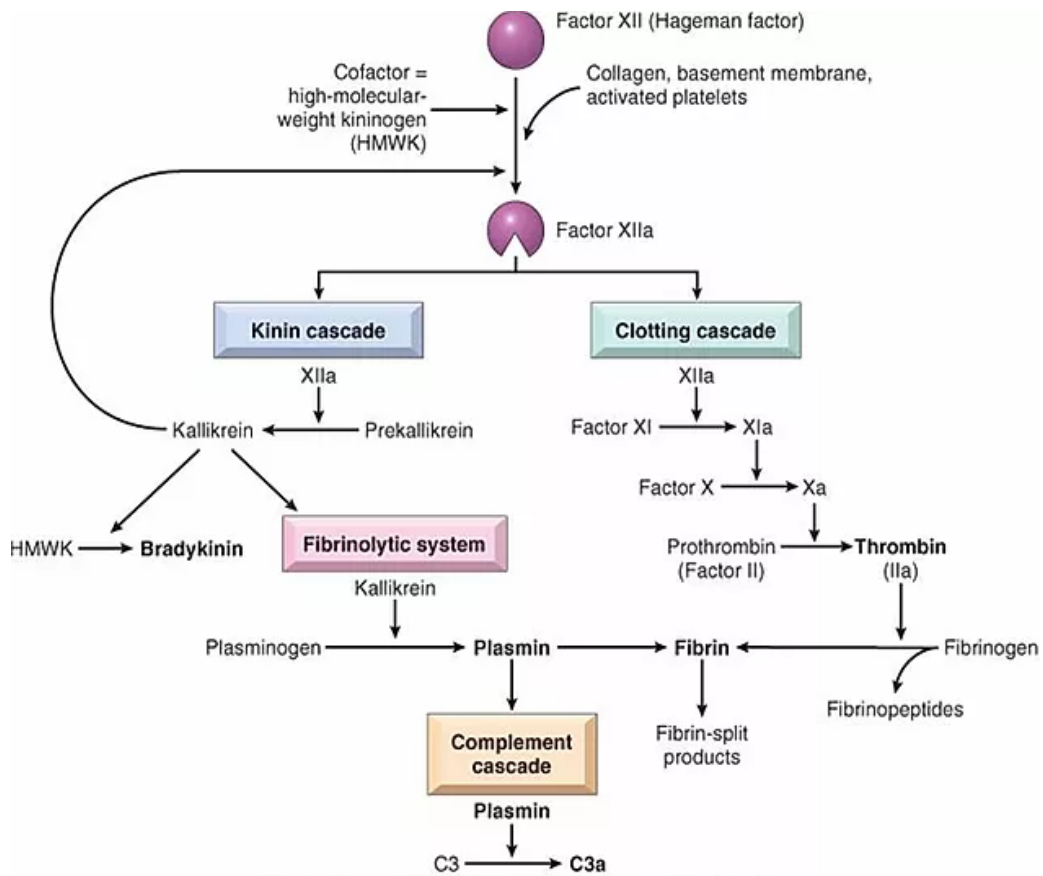 Factor XII (Hageman factor)
Cofactor =
high-molecular-
weight kininogen
(HMWK)
Collagen, basement membrane,
activated platelets
Factor XIIa
Kinin cascade
Clotting cascade
XIIa
XIIa
Kallikrein
Prekallikrein
Factor XI
XIa
Factor X
Xa
HMWK
Bradykinin
Fibrinolytic system
Prothrombin
(Factor II)
Thrombin
(IIa)
Kallikrein
Plasminogen
Plasmin
Fibrin
Fibrinogen
Fibrinopeptides
Fibrin-split
products
Complement
cascade
Plasmin
C3
C3a